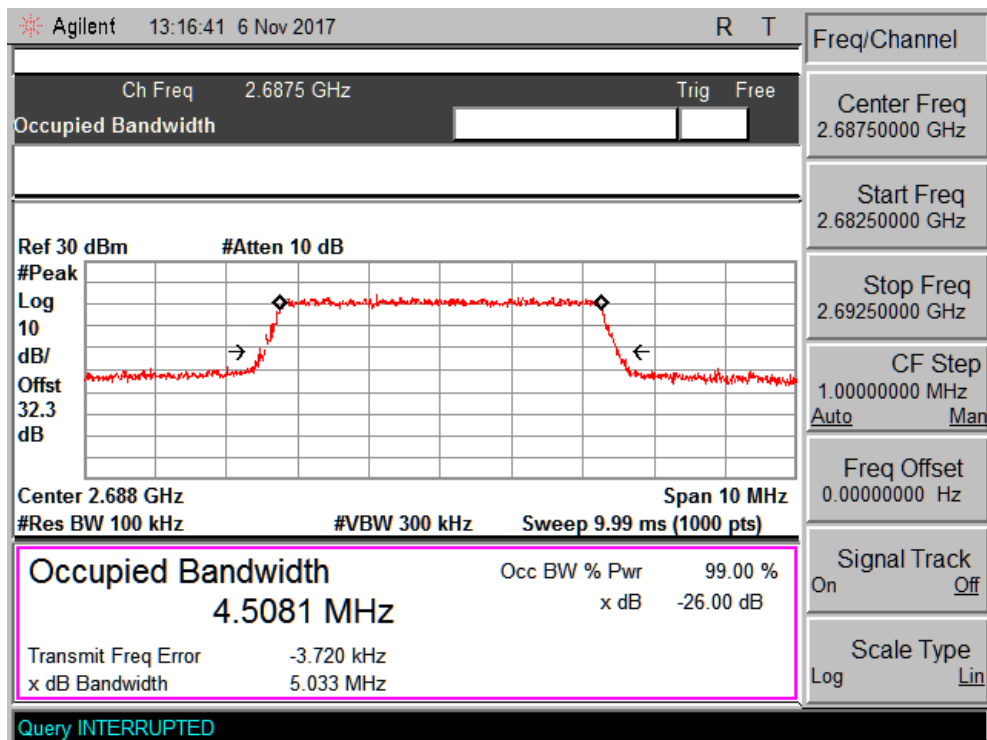 Agilent 13:16:41 6 Nov 2017 R T
Ch Freq 2.6875 GHz Trig Free
Occupied Bandwidth
Ref 30 dBm #Atten 10 dB
#Peak
Log
10
dB/
Offst
32.3
dB
Center 2.688 GHz Span 10 MHz
#Res BW 100 kHz #VBW 300 kHz Sweep 9.99 ms (1000 pts)
Occupied Bandwidth Occ BW % Pwr 99.00 %
4.5081 MHz x dB -26.00 dB
Transmit Freq Error -3.720 kHz
x dB Bandwidth 5.033 MHz
Query INTERRUPTED
Freq/Channel
Center Freq
2.68750000 GHz
Start Freq
2.68250000 GHz
Stop Freq
2.69250000 GHz
CF Step
1.00000000 MHz
Auto Man
Freq Offset
0.00000000 Hz
Signal Track
On Off
Scale Type
Log Lin